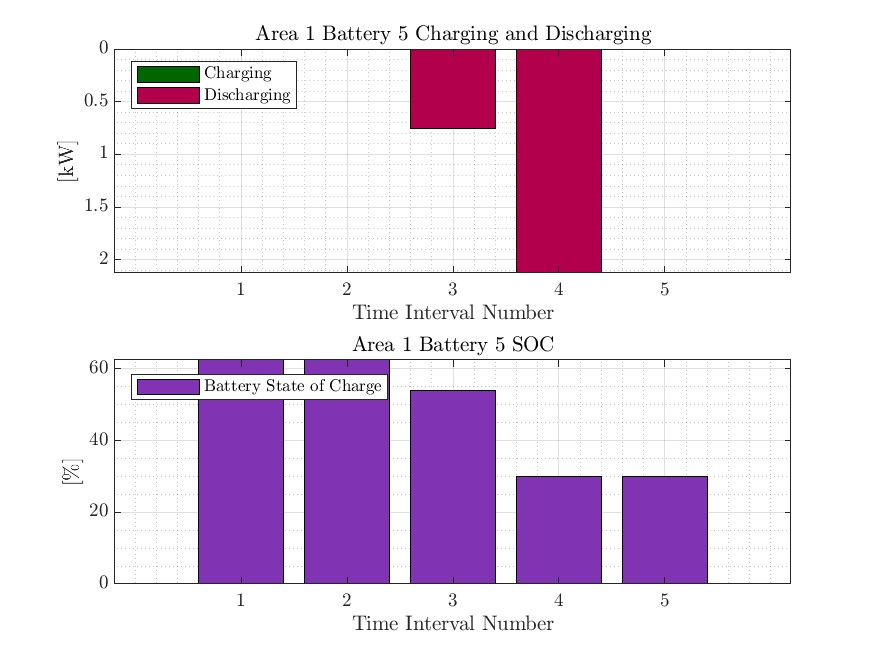 Area 1 Battery 5 Charging and Discharging
0
0.5
1
1.5
2
[kW]
Charging
Discharging
1 2 3 4 5
Time Interval Number
Area 1 Battery 5 SOC
60
40
20
0
[%]
Battery State of Charge
1 2 3 4 5
Time Interval Number